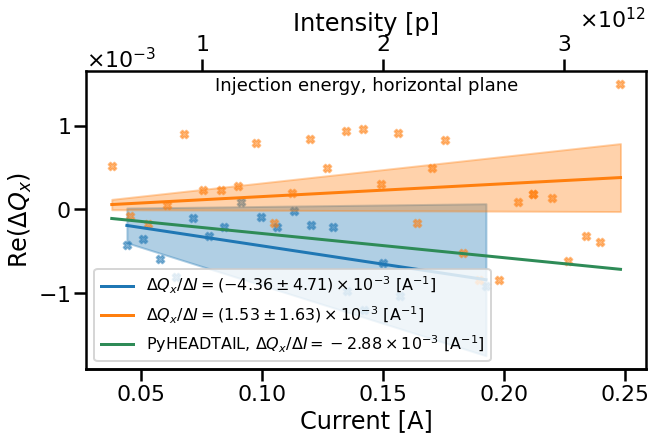 Intensity [p]
×10¹²
1 2 3
×10⁻³
Injection energy, horizontal plane
1
0
−1
Re(ΔQₓ)
ΔQₓ/ΔI = (−4.36 ± 4.71) × 10⁻³ [A⁻¹]
ΔQₓ/ΔI = (1.53 ± 1.63) × 10⁻³ [A⁻¹]
PyHEADTAIL, ΔQₓ/ΔI = −2.88 × 10⁻³ [A⁻¹]
0.05 0.10 0.15 0.20 0.25
Current [A]